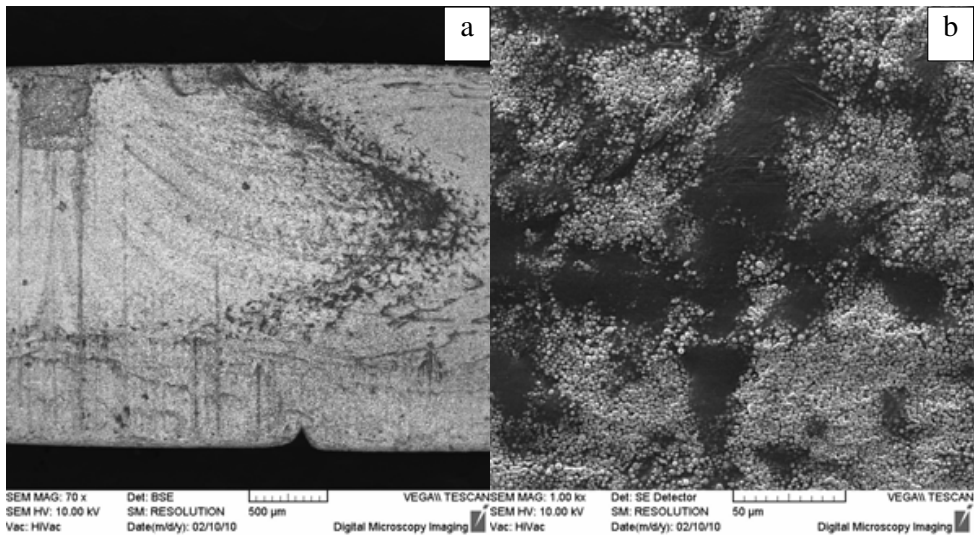 a
b
SEM MAG: 70 x Det: BSE VEGA\\ TESCAN
SEM HV: 10.00 kV SM: RESOLUTION 500 µm
Vac: HiVac Date(m/d/y): 02/10/10 Digital Microscopy Imaging
SEM MAG: 1.00 kx Det: SE Detector VEGA\\ TESCAN
SEM HV: 10.00 kV SM: RESOLUTION 50 µm
Vac: HiVac Date(m/d/y): 02/10/10 Digital Microscopy Imaging